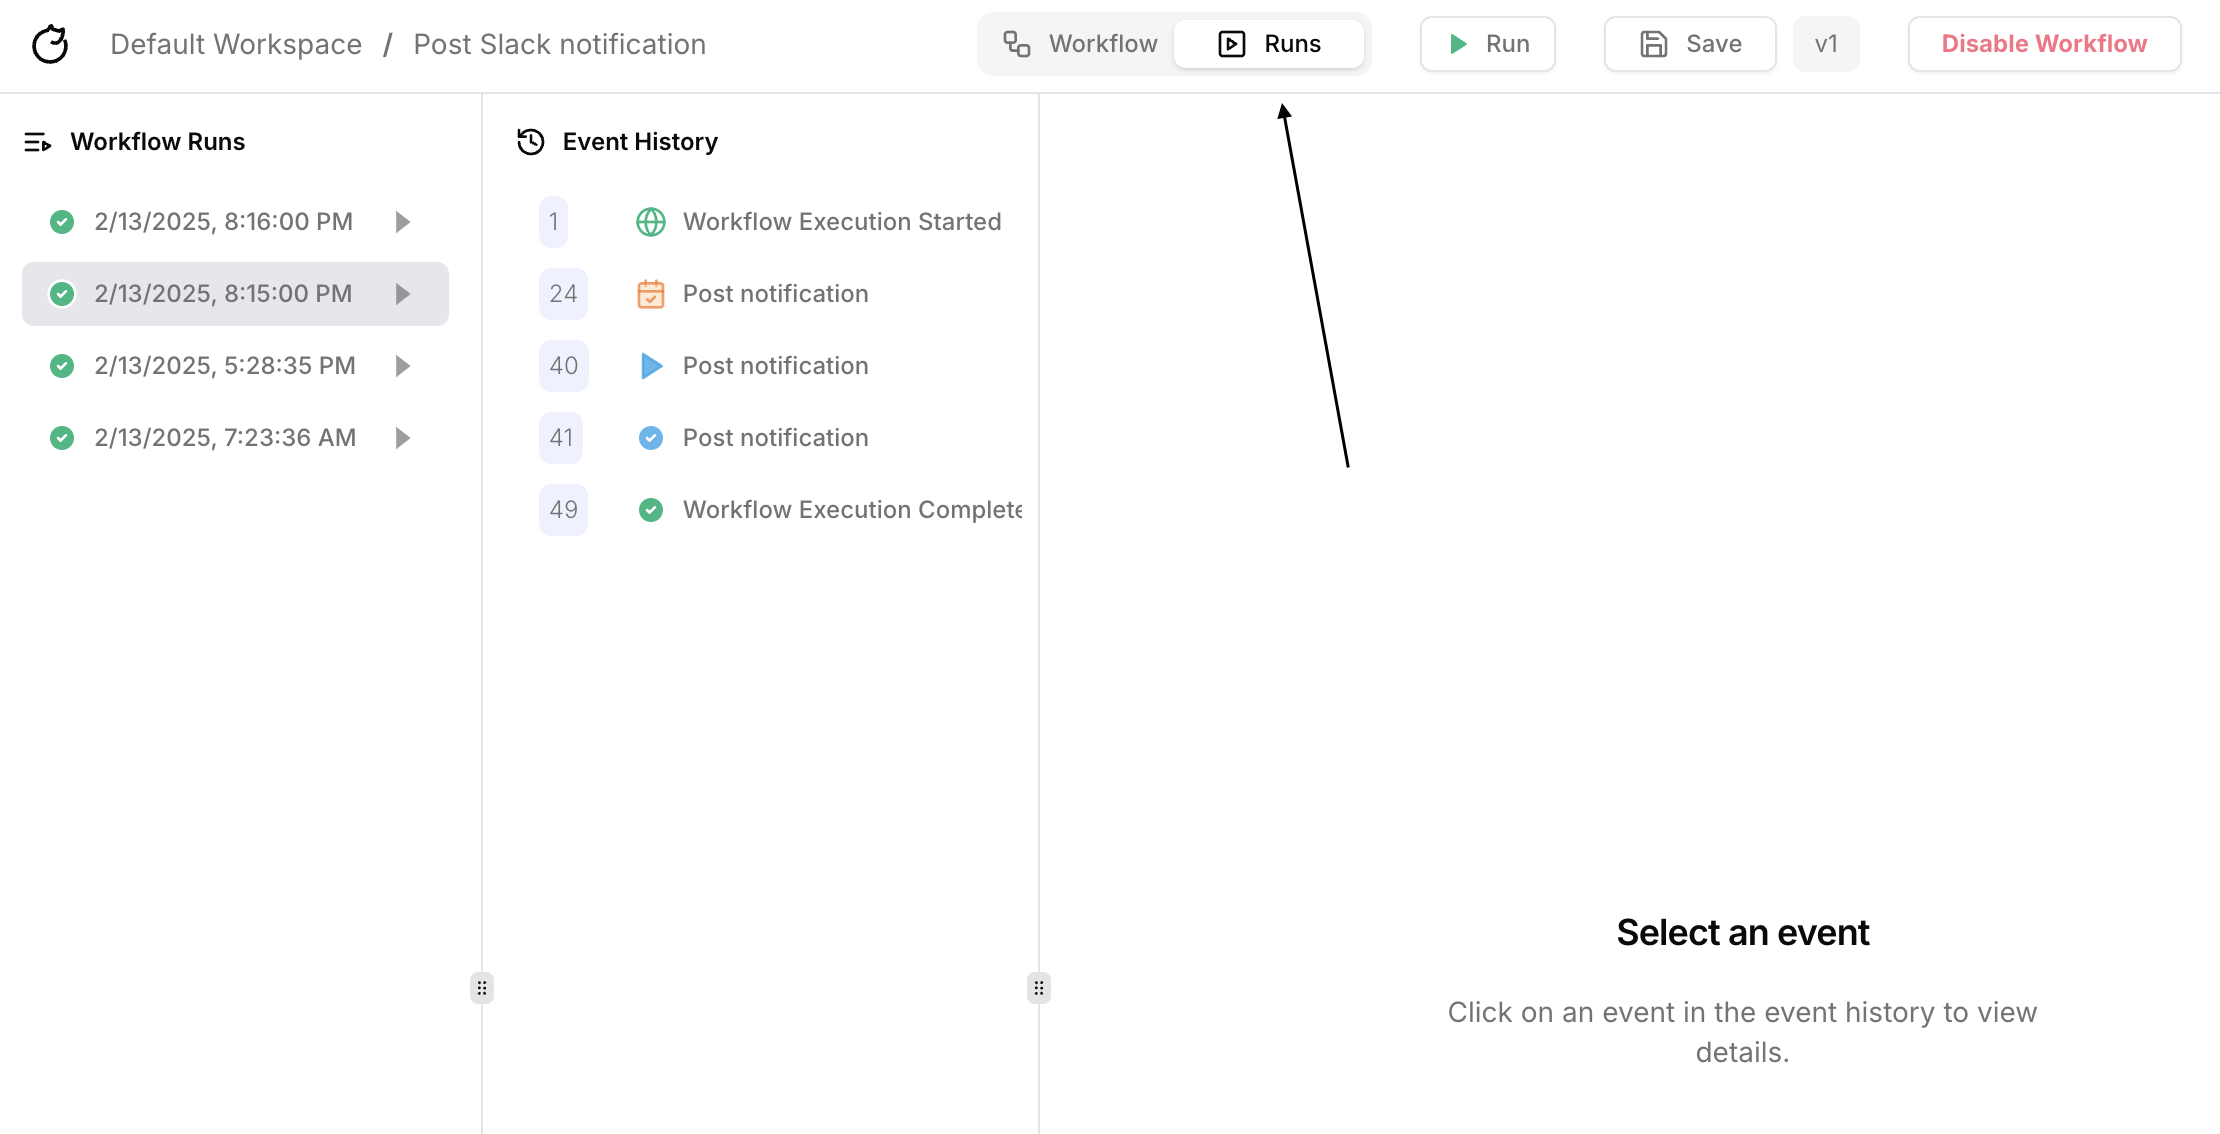 Default Workspace / Post Slack notification
Workflow
Runs
Run
Save
v1
Disable Workflow
Workflow Runs
2/13/2025, 8:16:00 PM
2/13/2025, 8:15:00 PM
2/13/2025, 5:28:35 PM
2/13/2025, 7:23:36 AM
Event History
1 Workflow Execution Started
24 Post notification
40 Post notification
41 Post notification
49 Workflow Execution Complete
Select an event
Click on an event in the event history to view
details.